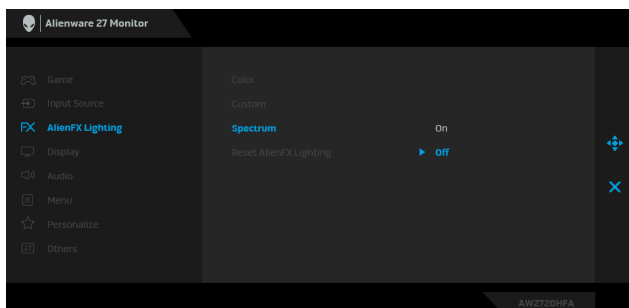 Alienware 27 Monitor
Game
Input Source
AlienFX Lighting
Display
Audio
Menu
Personalize
Others
Color
Custom
Spectrum On
Reset AlienFX Lighting Off
AW2720HFA